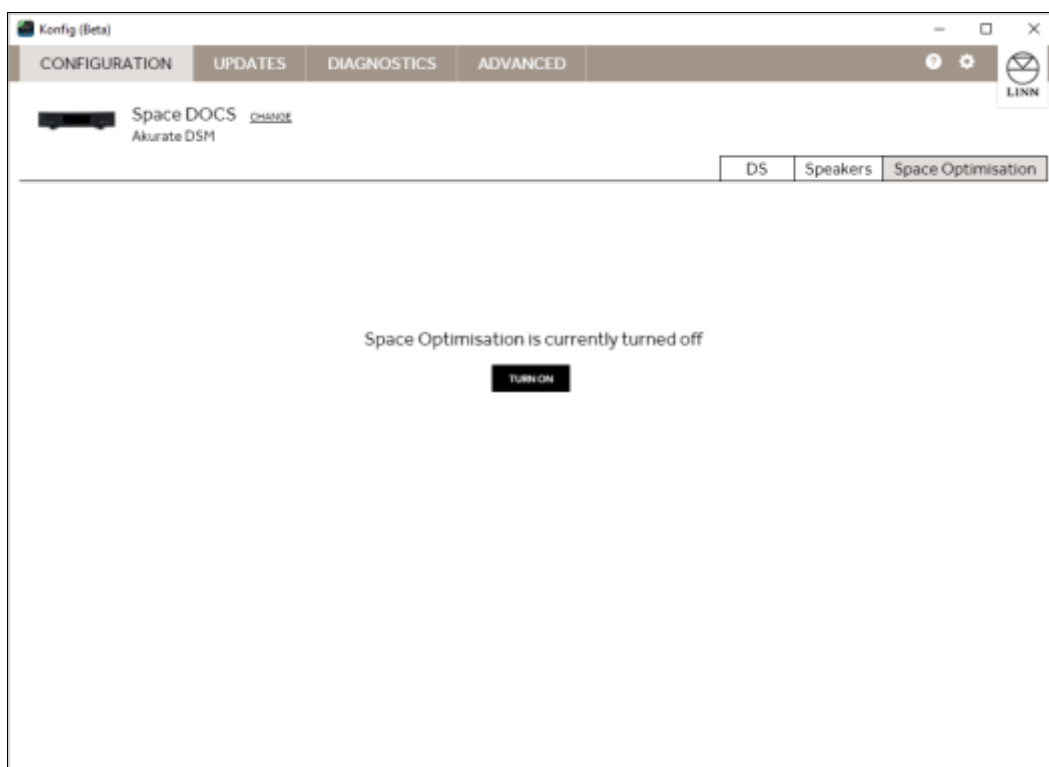 Konfig (Beta)
CONFIGURATION UPDATES DIAGNOSTICS ADVANCED
LINN
Space DOCS CHANGE
Akurate DSM
DS Speakers Space Optimisation
Space Optimisation is currently turned off
TURN ON